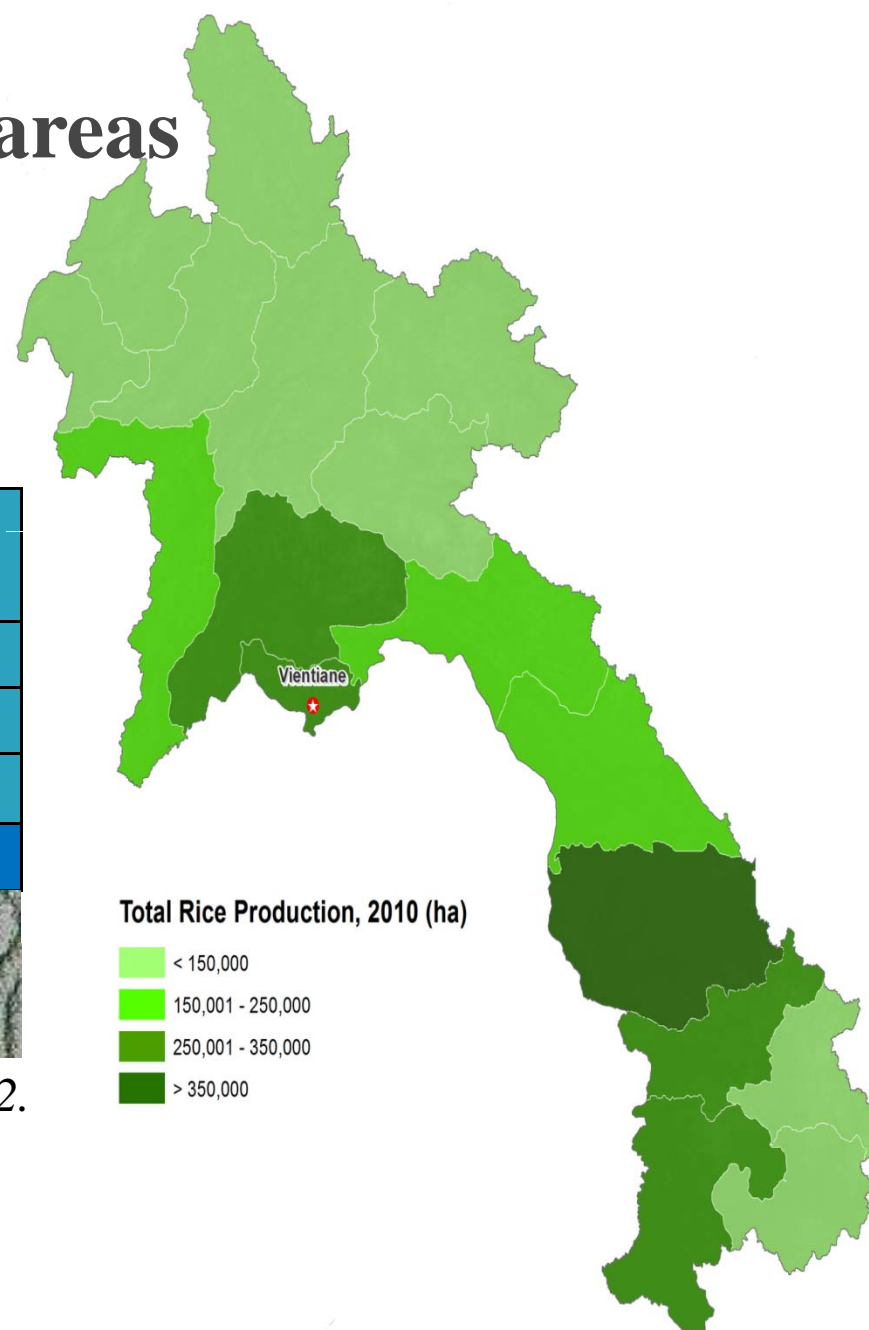 areas
Vientiane
Total Rice Production, 2010 (ha)
< 150,000
150,001 - 250,000
250,001 - 350,000
> 350,000
2.